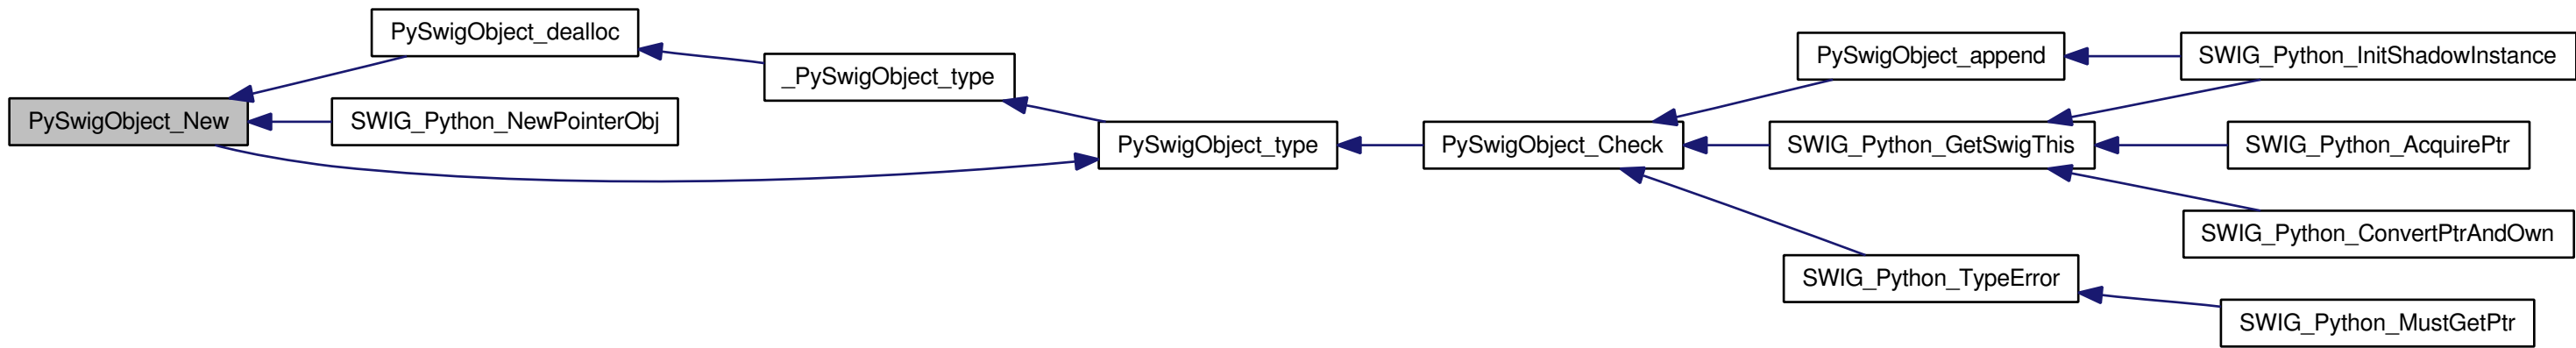 PySwigObject_New
PySwigObject_dealloc
SWIG_Python_NewPointerObj
_PySwigObject_type
PySwigObject_type
PySwigObject_Check
PySwigObject_append
SWIG_Python_GetSwigThis
SWIG_Python_TypeError
SWIG_Python_InitShadowInstance
SWIG_Python_AcquirePtr
SWIG_Python_ConvertPtrAndOwn
SWIG_Python_MustGetPtr